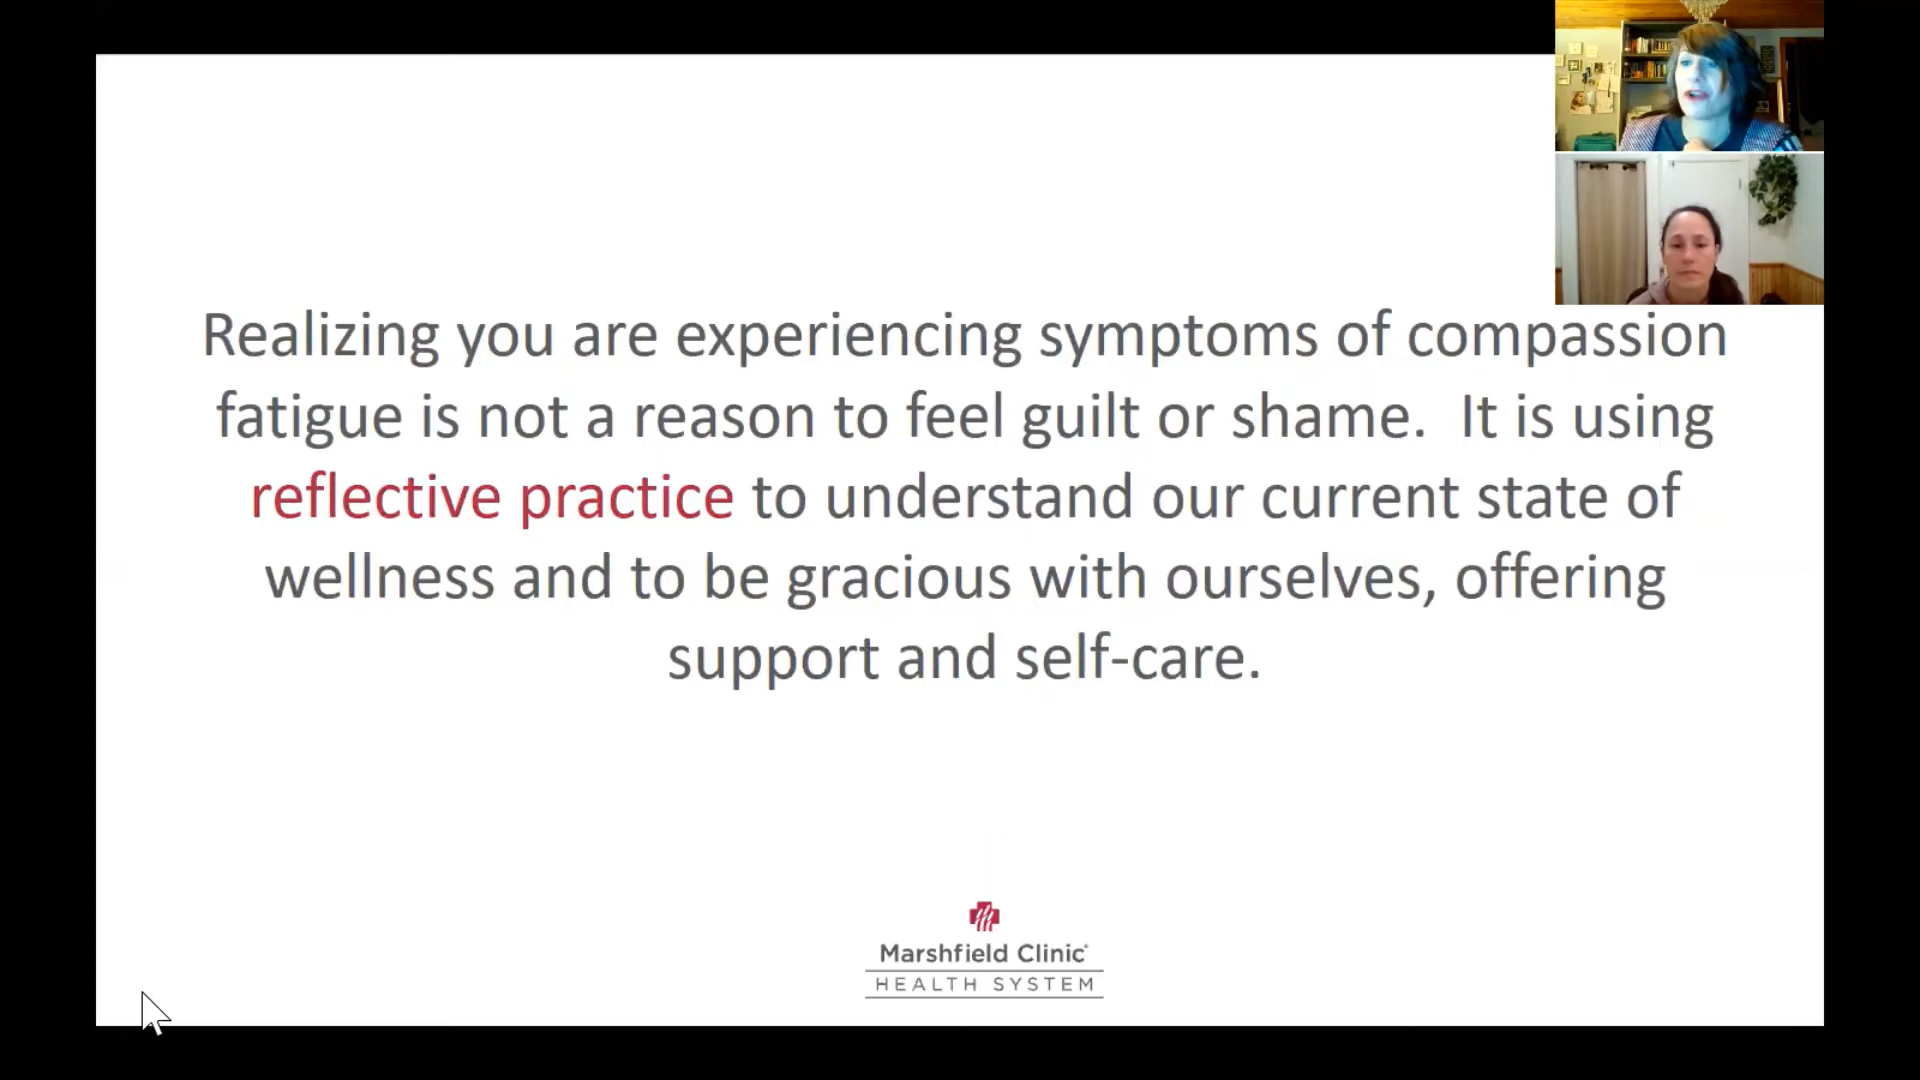 Realizing you are experiencing symptoms of compassion
fatigue is not a reason to feel guilt or shame.  It is using
reflective practice to understand our current state of
wellness and to be gracious with ourselves, offering
support and self-care.
Marshfield Clinic
HEALTH SYSTEM